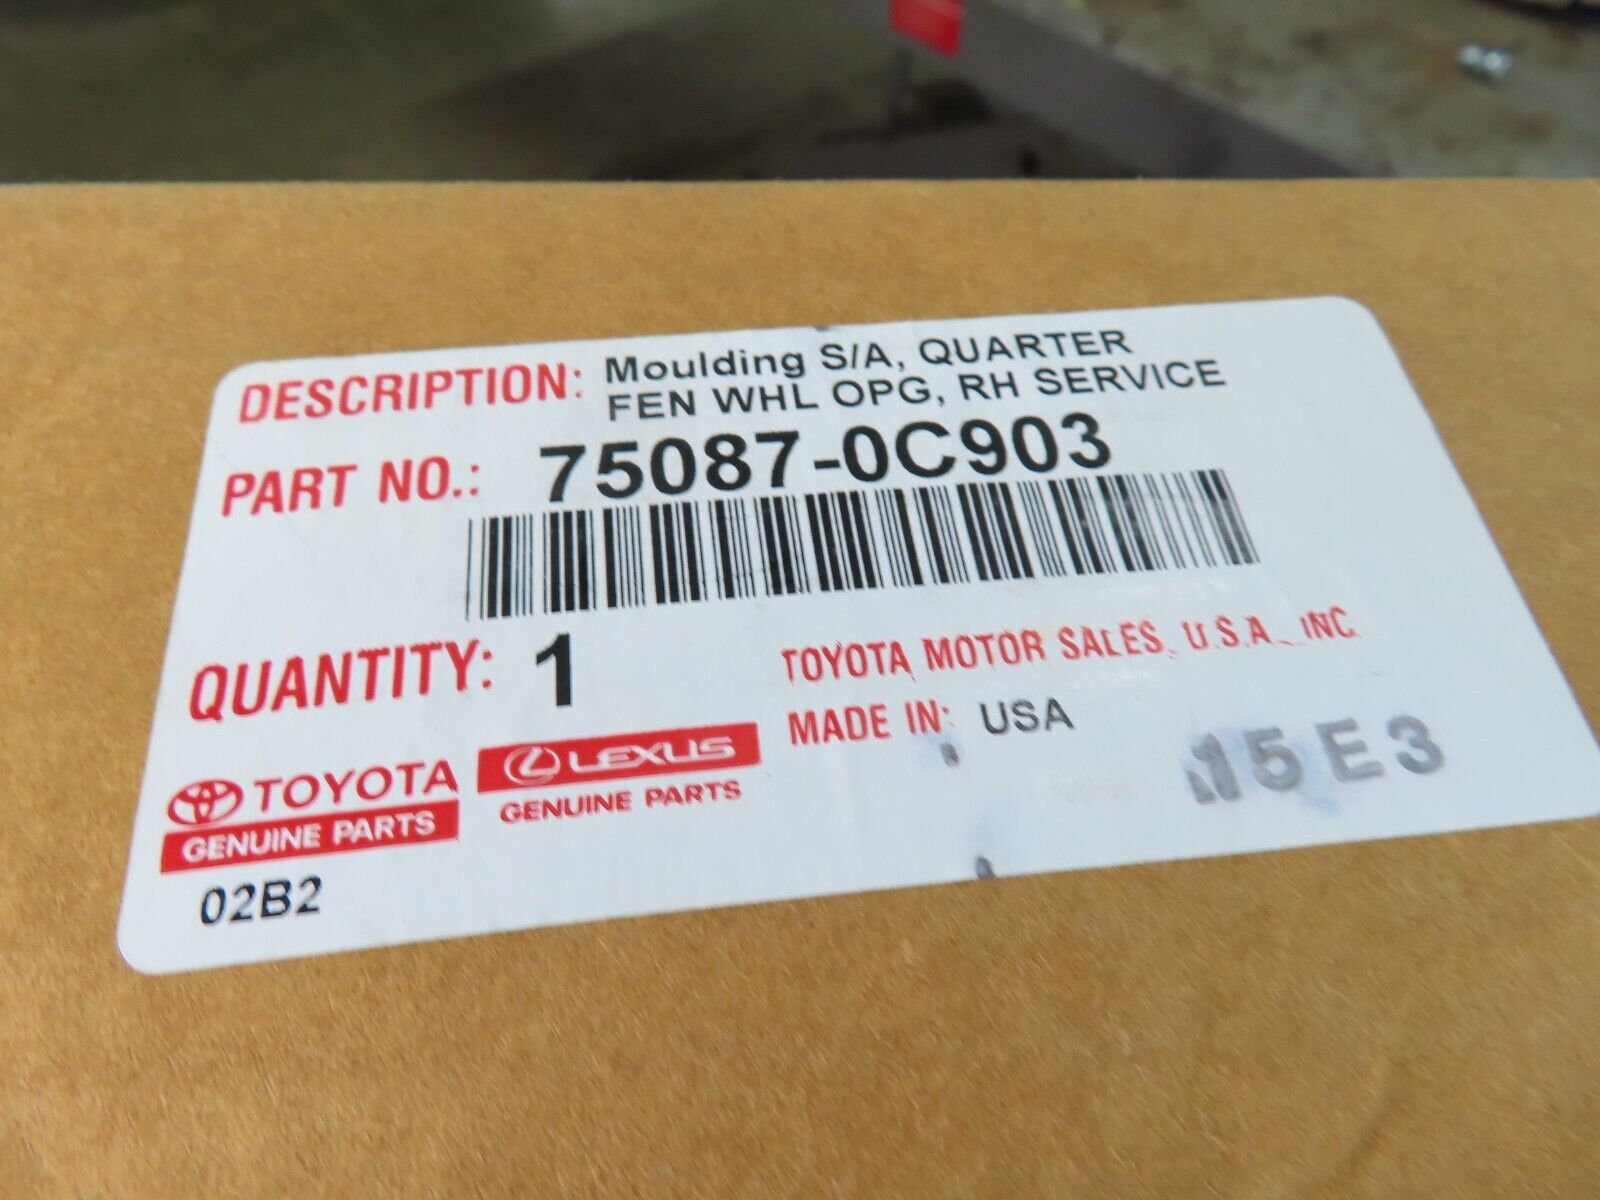 DESCRIPTION: Moulding S/A, QUARTER
FEN WHL OPG, RH SERVICE
PART NO.: 75087-0C903
QUANTITY: 1
TOYOTA MOTOR SALES, U.S.A., INC.
MADE IN: USA
TOYOTA
GENUINE PARTS
LEXUS
GENUINE PARTS
15E3
02B2